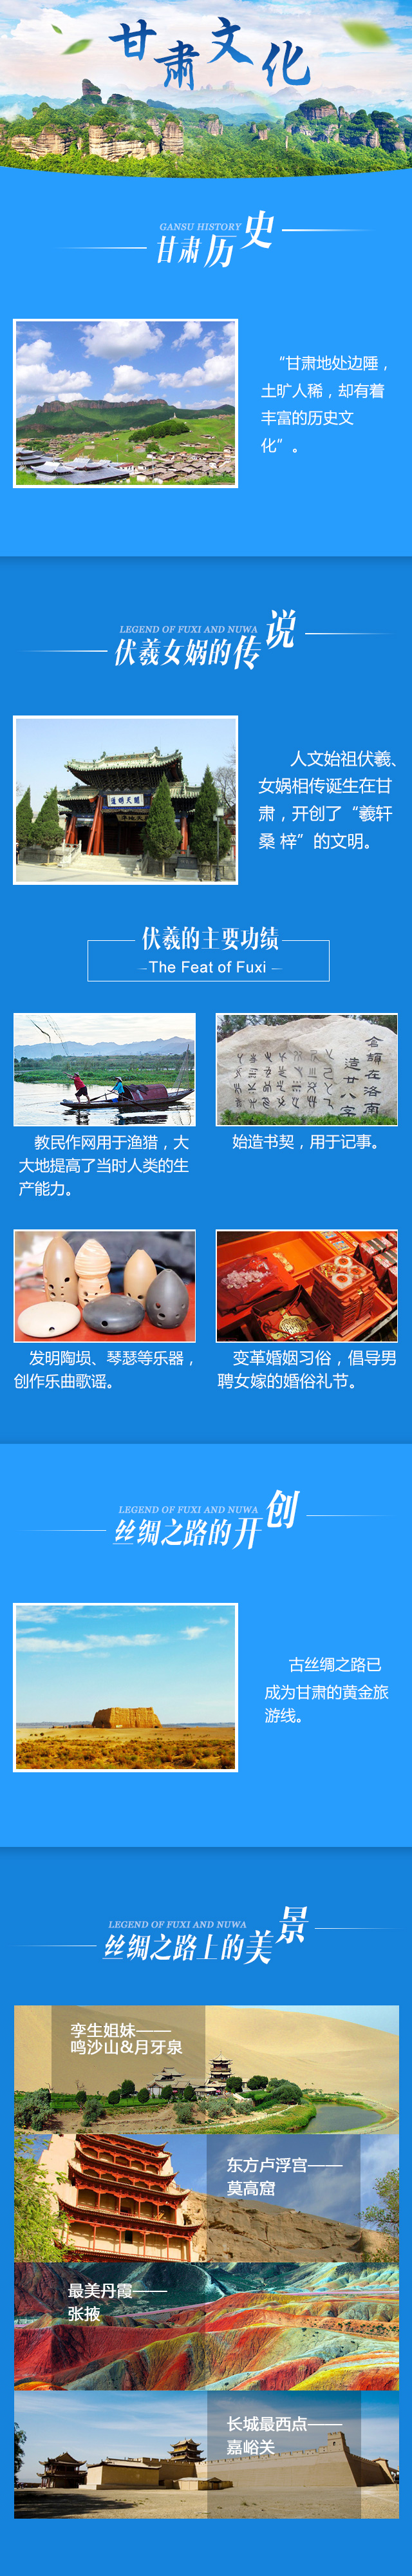 甘肃文化
GANSU HISTORY
甘肃历史
“甘肃地处边陲，
土旷人稀，却有着
丰富的历史文
化”。
LEGEND OF FUXI AND NUWA
伏羲女娲的传说
人文始祖伏羲、
女娲相传诞生在甘
肃，开创了“羲轩
桑 梓”的文明。
伏羲的主要功绩
The Feat of Fuxi
教民作网用于渔猎，大
大地提高了当时人类的生
产能力。
始造书契，用于记事。
倉頡在洛南
造廿八字
发明陶埙、琴瑟等乐器，
创作乐曲歌谣。
变革婚姻习俗，倡导男
聘女嫁的婚俗礼节。
LEGEND OF FUXI AND NUWA
丝绸之路的开创
古丝绸之路已
成为甘肃的黄金旅
游线。
LEGEND OF FUXI AND NUWA
丝绸之路上的美景
孪生姐妹——
鸣沙山&月牙泉
东方卢浮宫——
莫高窟
最美丹霞——
张掖
长城最西点——
嘉峪关